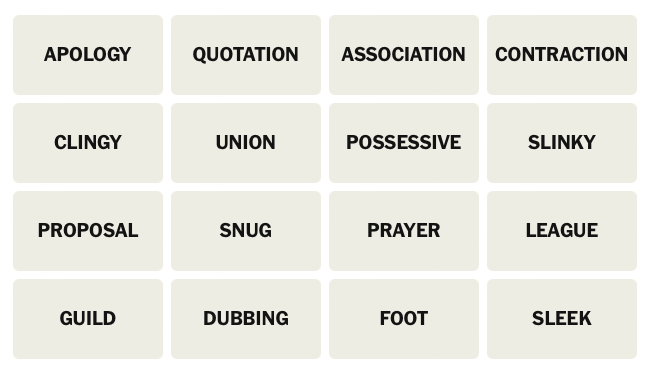 APOLOGY QUOTATION ASSOCIATION CONTRACTION
CLINGY UNION POSSESSIVE SLINKY
PROPOSAL SNUG PRAYER LEAGUE
GUILD DUBBING FOOT SLEEK